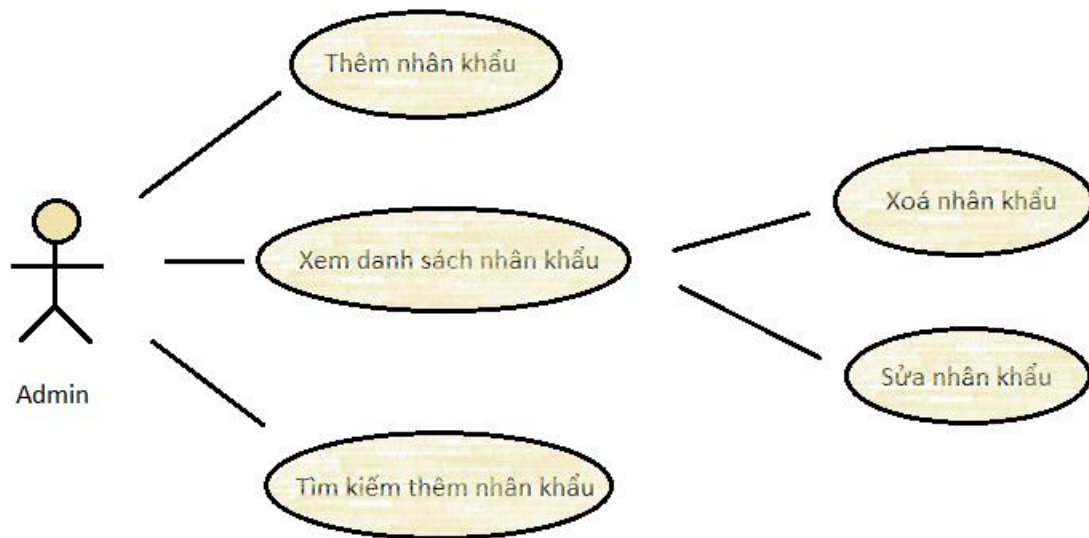 Thêm nhân khẩu
Xoá nhân khẩu
Xem danh sách nhân khẩu
Sửa nhân khẩu
Admin
Tìm kiếm thêm nhân khẩu